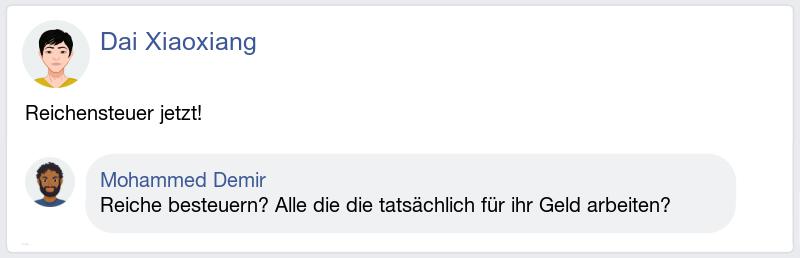 Dai Xiaoxiang
Reichensteuer jetzt!
Mohammed Demir
Reiche besteuern? Alle die die tatsächlich für ihr Geld arbeiten?